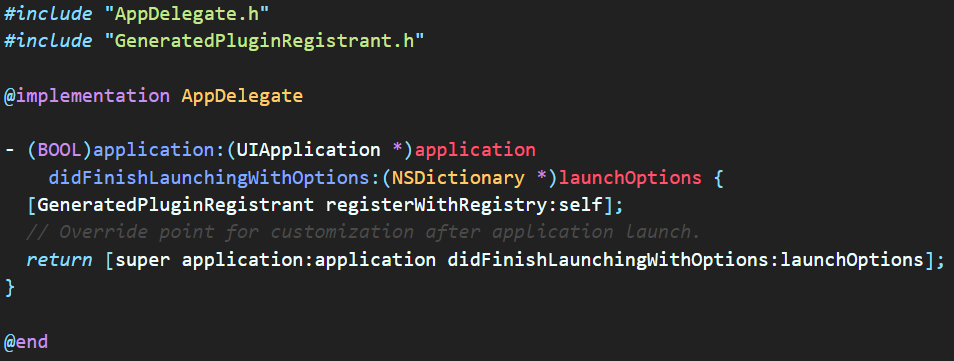 #include "AppDelegate.h"
#include "GeneratedPluginRegistrant.h"
@implementation AppDelegate
- (BOOL)application:(UIApplication *)application
didFinishLaunchingWithOptions:(NSDictionary *)launchOptions {
[GeneratedPluginRegistrant registerWithRegistry:self];
// Override point for customization after application launch.
return [super application:application didFinishLaunchingWithOptions:launchOptions];
}
@end